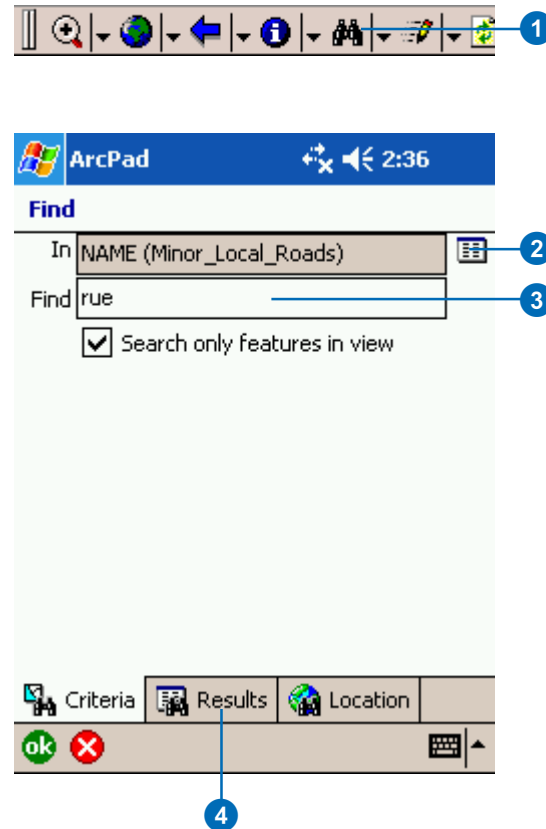 1
ArcPad 2:36
Find
In NAME (Minor_Local_Roads) 2
Find rue 3
Search only features in view
Criteria Results Location
ok
4